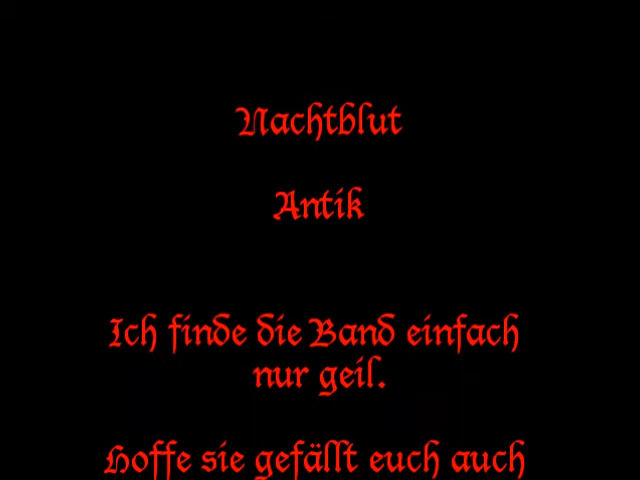 Nachtblut
Antik
Ich finde die Band einfach
nur geil.
Hoffe sie gefällt euch auch